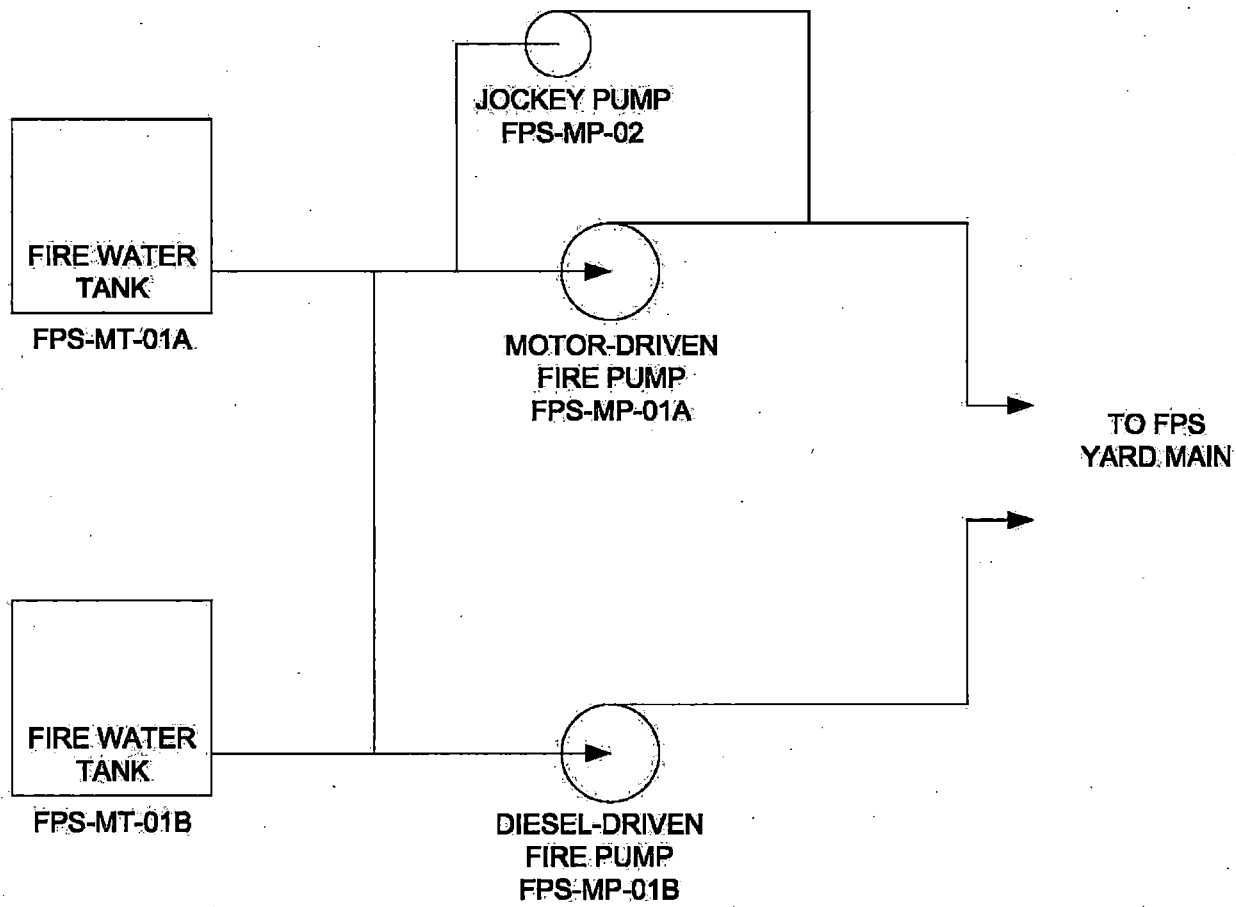 JOCKEY PUMP
FPS-MP-02
FIRE WATER
TANK
FPS-MT-01A
MOTOR-DRIVEN
FIRE PUMP
FPS-MP-01A
TO FPS
YARD MAIN
FIRE WATER
TANK
FPS-MT-01B
DIESEL-DRIVEN
FIRE PUMP
FPS-MP-01B